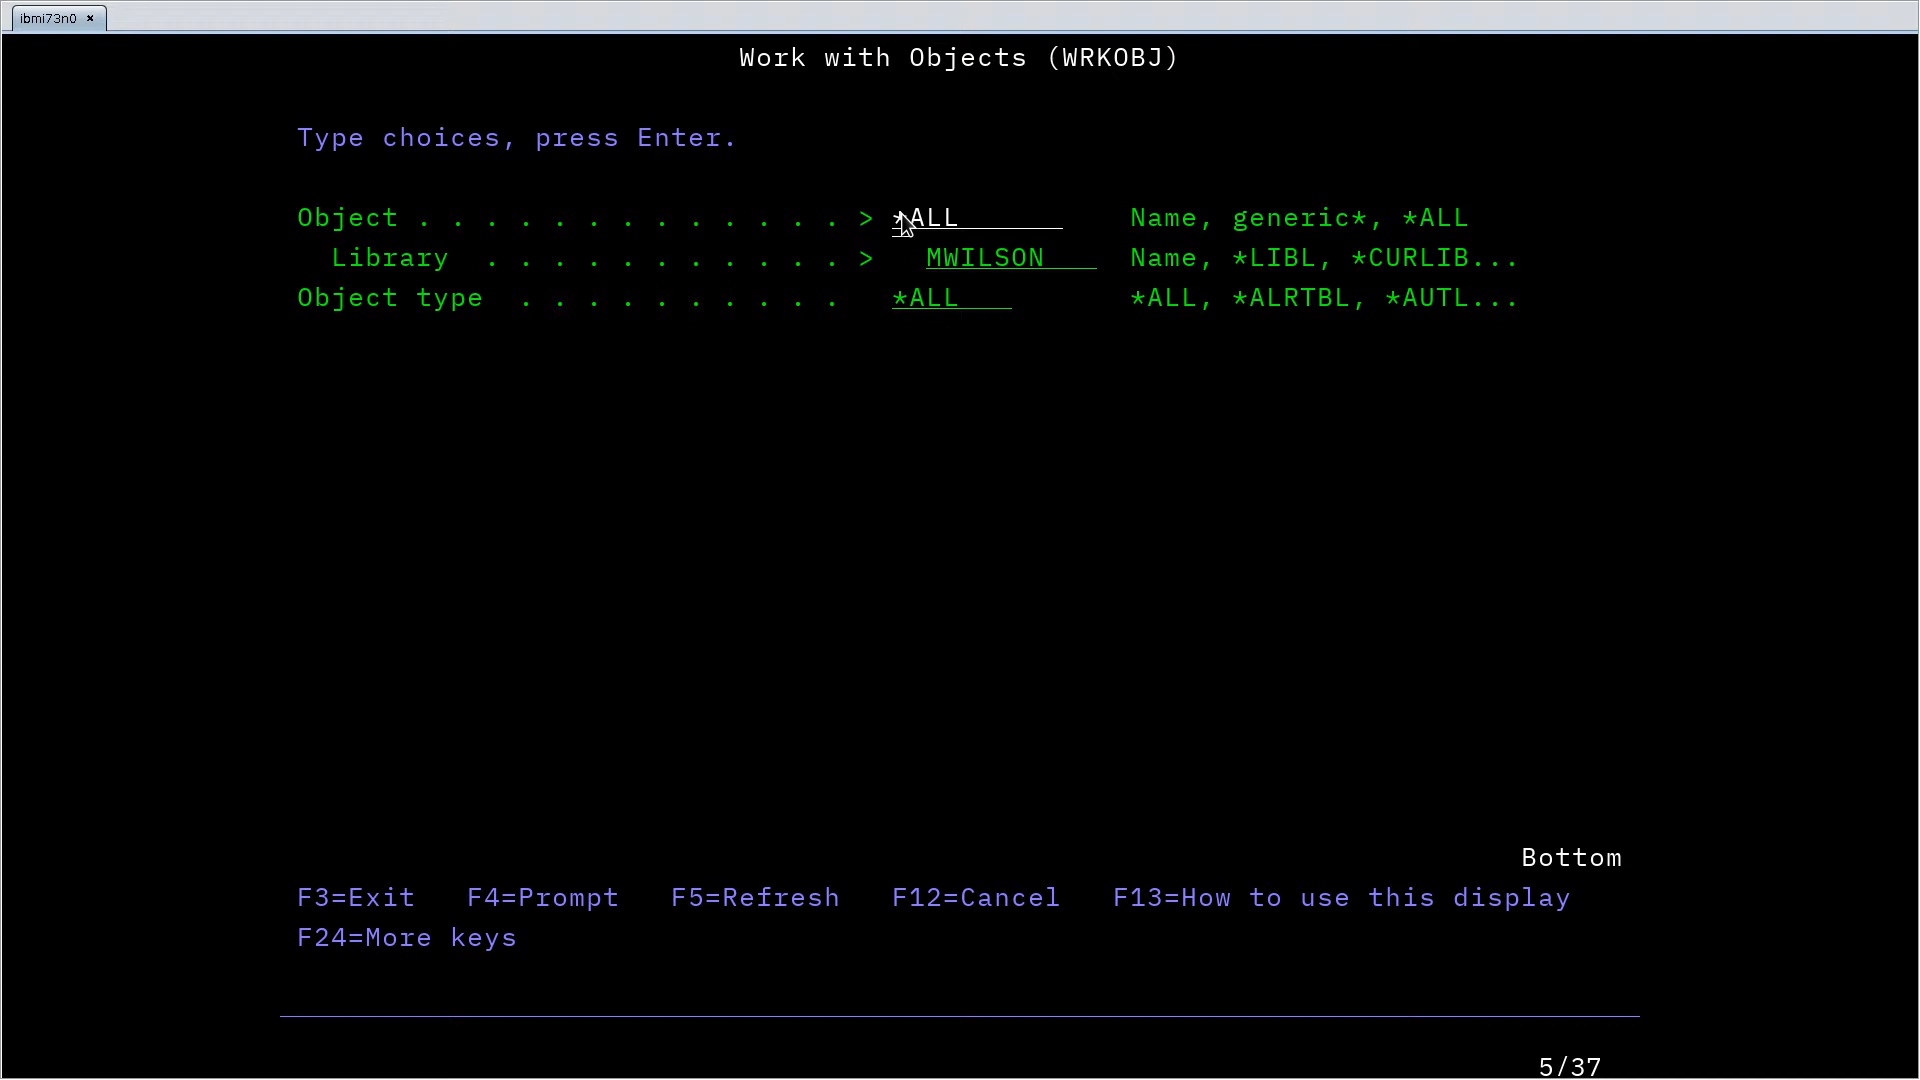 ibmi73n0 ×
Work with Objects (WRKOBJ)
Type choices, press Enter.
Object . . . . . . . . . . . . . > *ALL Name, generic*, *ALL
Library . . . . . . . . . . . > MWILSON Name, *LIBL, *CURLIB...
Object type . . . . . . . . . . *ALL *ALL, *ALRTBL, *AUTL...
Bottom
F3=Exit F4=Prompt F5=Refresh F12=Cancel F13=How to use this display
F24=More keys
5/37